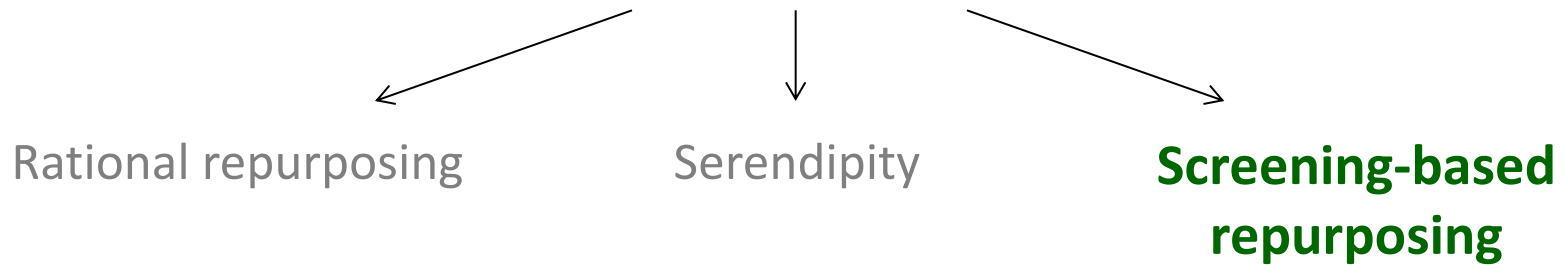 Rational repurposing
Serendipity
Screening-based
repurposing